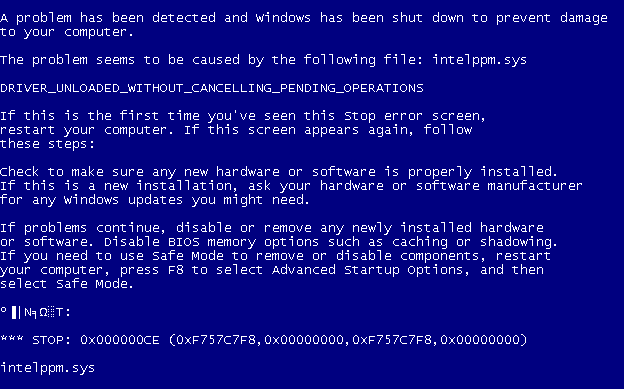 A problem has been detected and Windows has been shut down to prevent damage
to your computer.
The problem seems to be caused by the following file: intelppm.sys
DRIVER_UNLOADED_WITHOUT_CANCELLING_PENDING_OPERATIONS
If this is the first time you've seen this Stop error screen,
restart your computer. If this screen appears again, follow
these steps:
Check to make sure any new hardware or software is properly installed.
If this is a new installation, ask your hardware or software manufacturer
for any Windows updates you might need.
If problems continue, disable or remove any newly installed hardware
or software. Disable BIOS memory options such as caching or shadowing.
If you need to use Safe Mode to remove or disable components, restart
your computer, press F8 to select Advanced Startup Options, and then
select Safe Mode.
*** STOP: 0x000000CE (0xF757C7F8,0x00000000,0xF757C7F8,0x00000000)
intelppm.sys